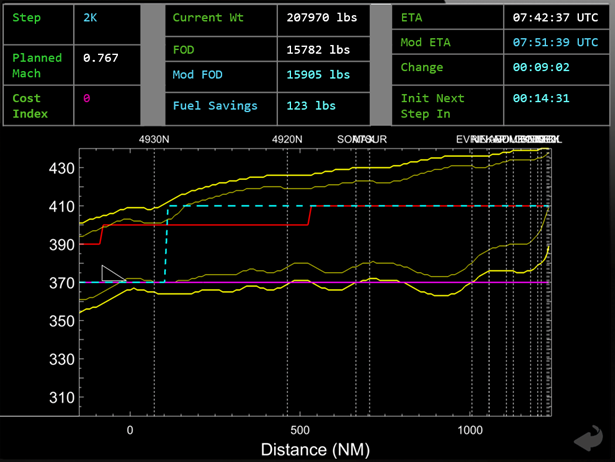 Step 2K Current Wt 207970 lbs ETA 07:42:37 UTC
FOD 15782 lbs Mod ETA 07:51:39 UTC
Planned Mach 0.767 Mod FOD 15905 lbs Change 00:09:02
Cost Index 0 Fuel Savings 123 lbs Init Next Step In 00:14:31
4930N 4920N
430
410
390
370
350
330
310
0 500 1000
Distance (NM)